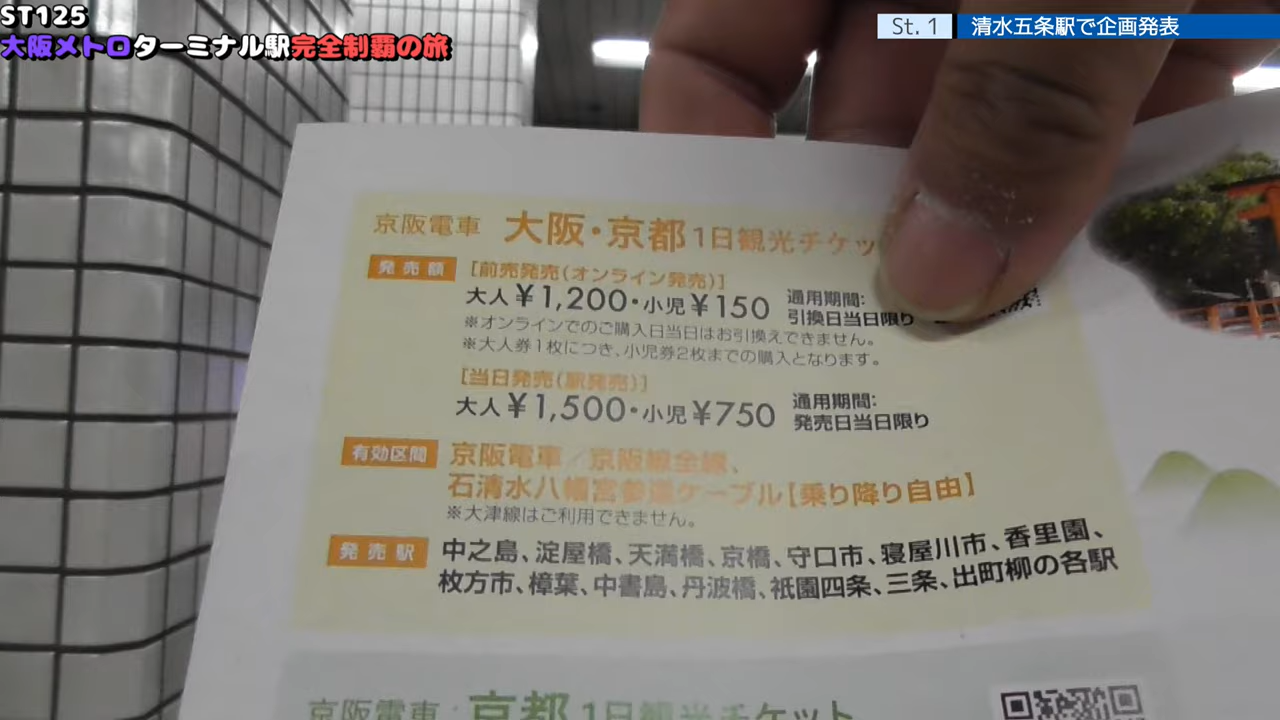 ST125
大阪メトロターミナル駅完全制覇の旅
St. 1 清水五条駅で企画発表
京阪電車 大阪・京都1日観光チケッ
発売額 [前売発売(オンライン発売)]
大人¥1,200・小児¥150 通用期間:
引換日当日限り
※オンラインでのご購入日当日はお引換えできません。
※大人券1枚につき、小児券2枚までの購入となります。
[当日発売(駅発売)]
大人¥1,500・小児¥750 通用期間:
発売日当日限り
有効区間 京阪電車/京阪線全線、
石清水八幡宮参道ケーブル【乗り降り自由】
※大津線はご利用できません。
発売駅 中之島、淀屋橋、天満橋、京橋、守口市、寝屋川市、香里園、
枚方市、樟葉、中書島、丹波橋、祇園四条、三条、出町柳の各駅
京阪電車 京都1日観光チケット